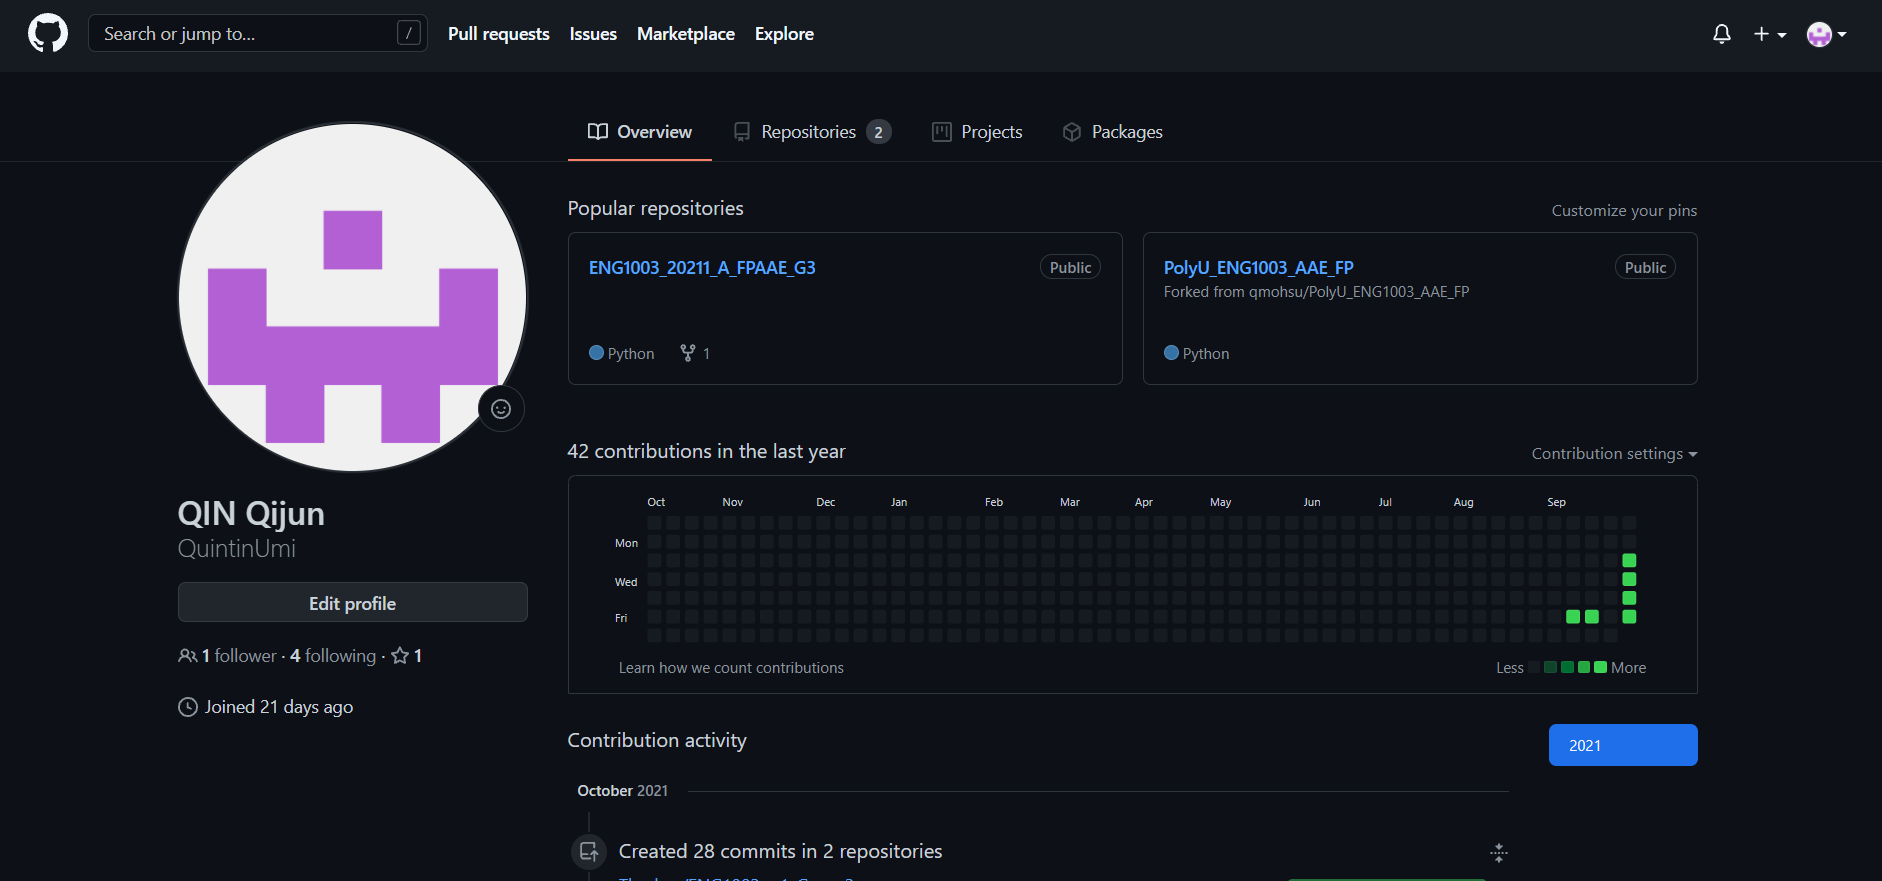 Search or jump to... / Pull requests Issues Marketplace Explore
Overview Repositories 2 Projects Packages
Popular repositories Customize your pins
ENG1003_20211_A_FPAAE_G3 Public
Python 1
PolyU_ENG1003_AAE_FP Public
Forked from qmohsu/PolyU_ENG1003_AAE_FP
Python
QIN Qijun
QuintinUmi
Edit profile
1 follower · 4 following · 1
Joined 21 days ago
42 contributions in the last year Contribution settings
Oct Nov Dec Jan Feb Mar Apr May Jun Jul Aug Sep
Mon
Wed
Fri
Learn how we count contributions Less More
Contribution activity 2021
October 2021
Created 28 commits in 2 repositories